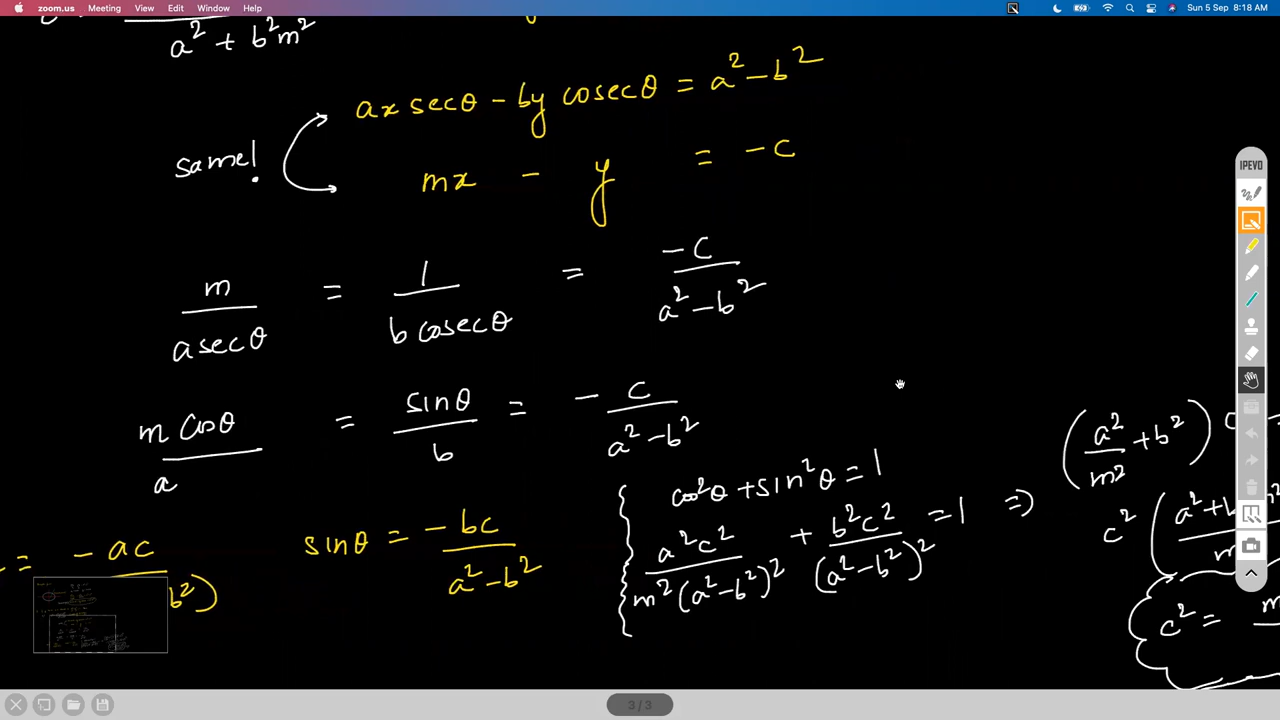 zoom.us Meeting View Edit Window Help Sun 5 Sep 8:18 AM
a² + b²m²
ax secθ - by cosecθ = a² - b²
same!
mx - y = -c
m/(a secθ) = 1/(b cosecθ) = -c/(a² - b²)
m cosθ/a = sinθ/b = - c/(a² - b²)
cos²θ + sin²θ = 1
a²c²/(m²(a² - b²)²) + b²c²/(a² - b²)² = 1 ⇒
(a²/m² + b²)
c² (a² + b
c² = m
= - ac
b²)
sinθ = - bc/(a² - b²)
IPEVO
3 / 3